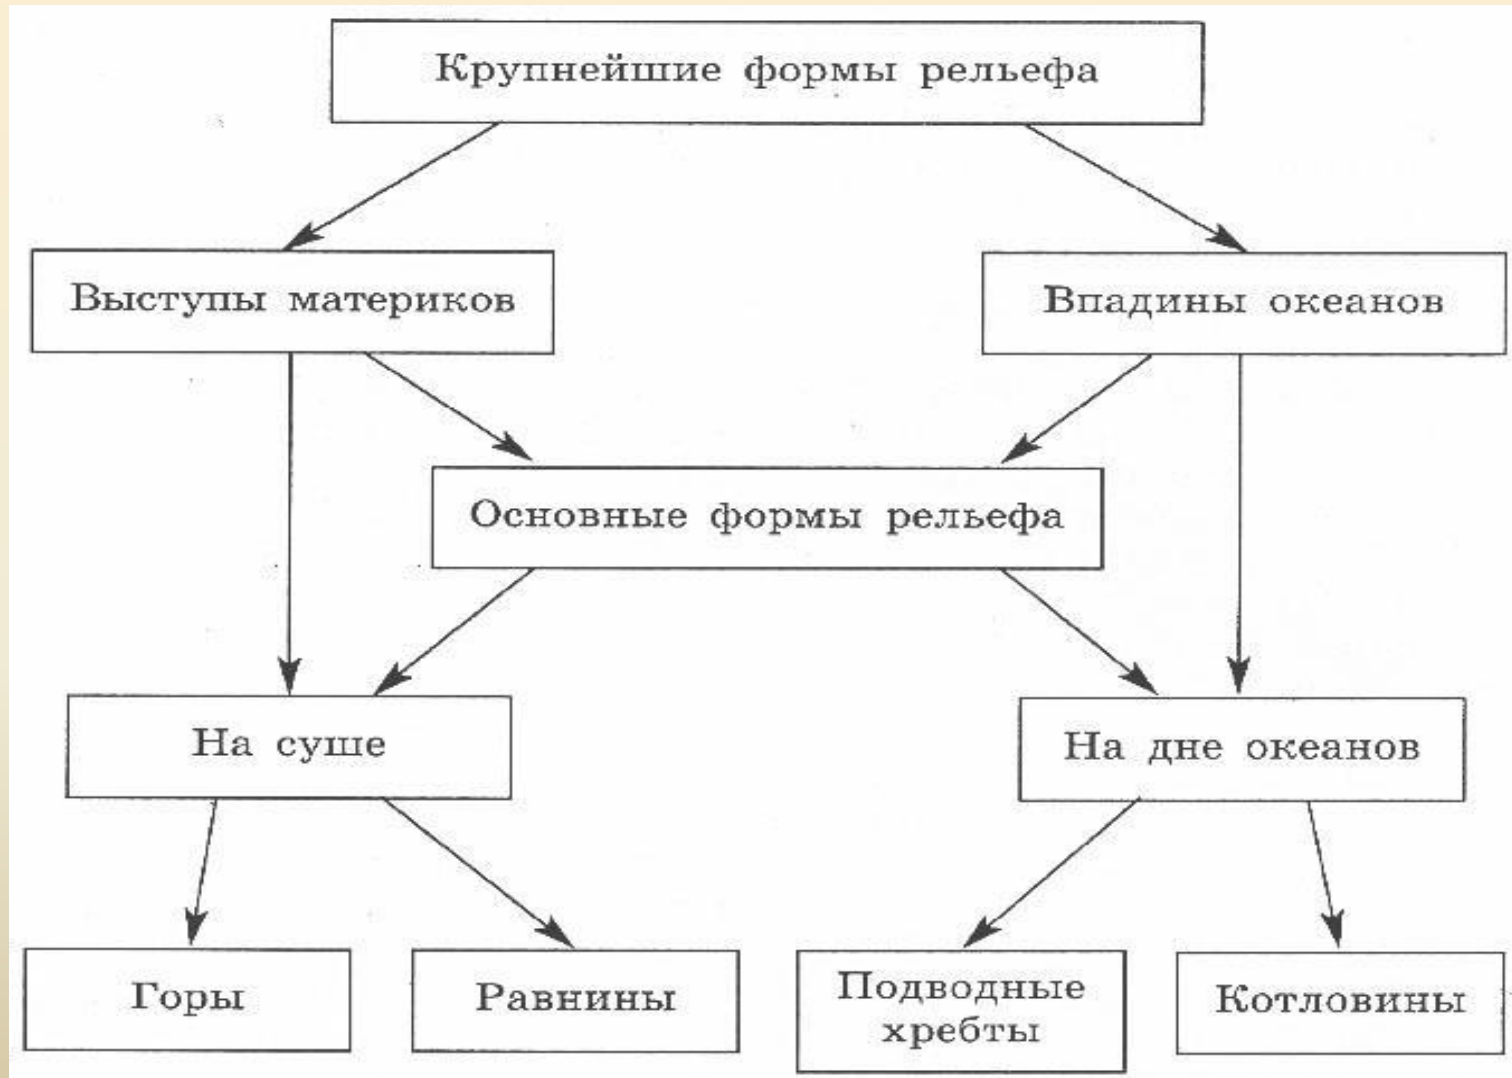 Крупнейшие формы рельефа
Выступы материков
Впадины океанов
Основные формы рельефа
На суше
На дне океанов
Горы
Равнины
Подводные
хребты
Котловины